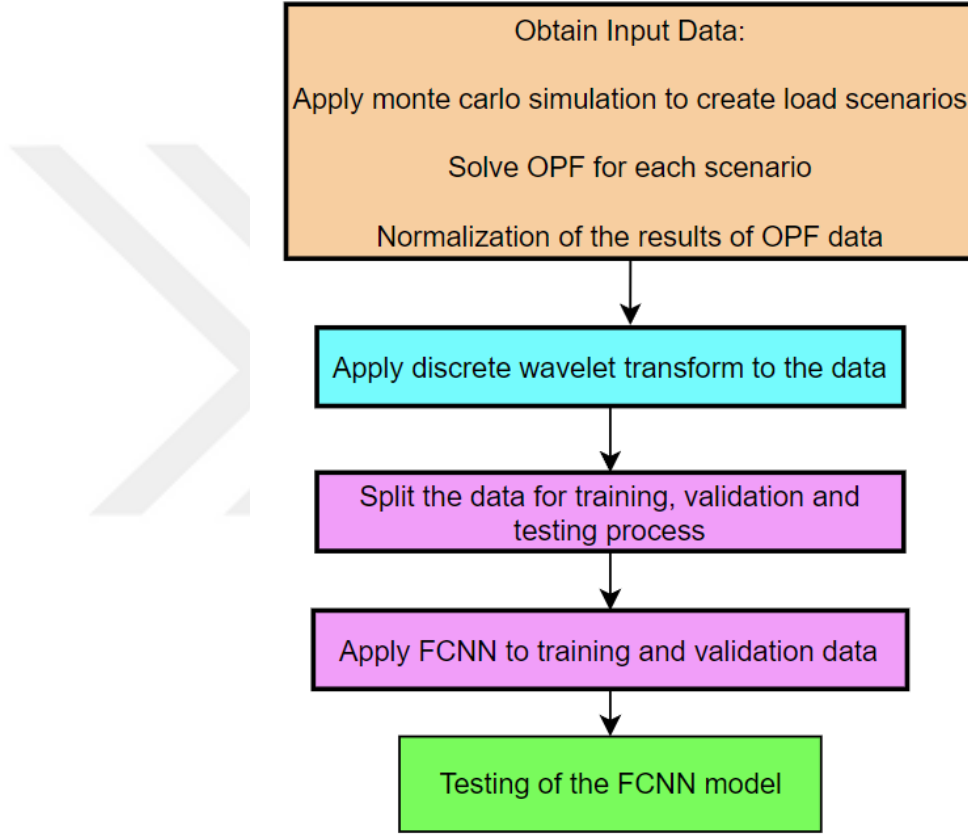 Obtain Input Data:
Apply monte carlo simulation to create load scenarios
Solve OPF for each scenario
Normalization of the results of OPF data
Apply discrete wavelet transform to the data
Split the data for training, validation and
testing process
Apply FCNN to training and validation data
Testing of the FCNN model